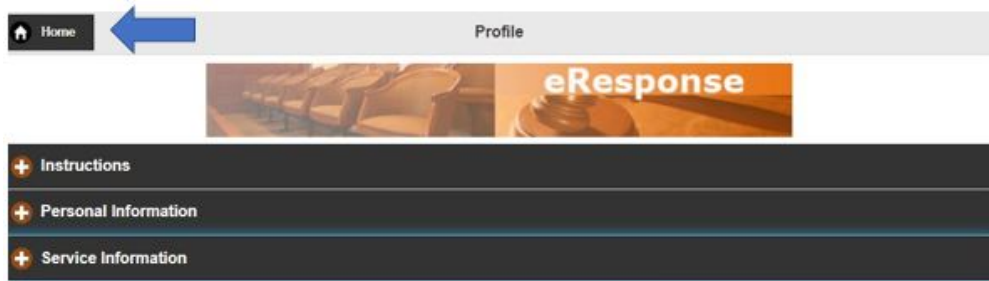 Home
Profile
eResponse
Instructions
Personal Information
Service Information